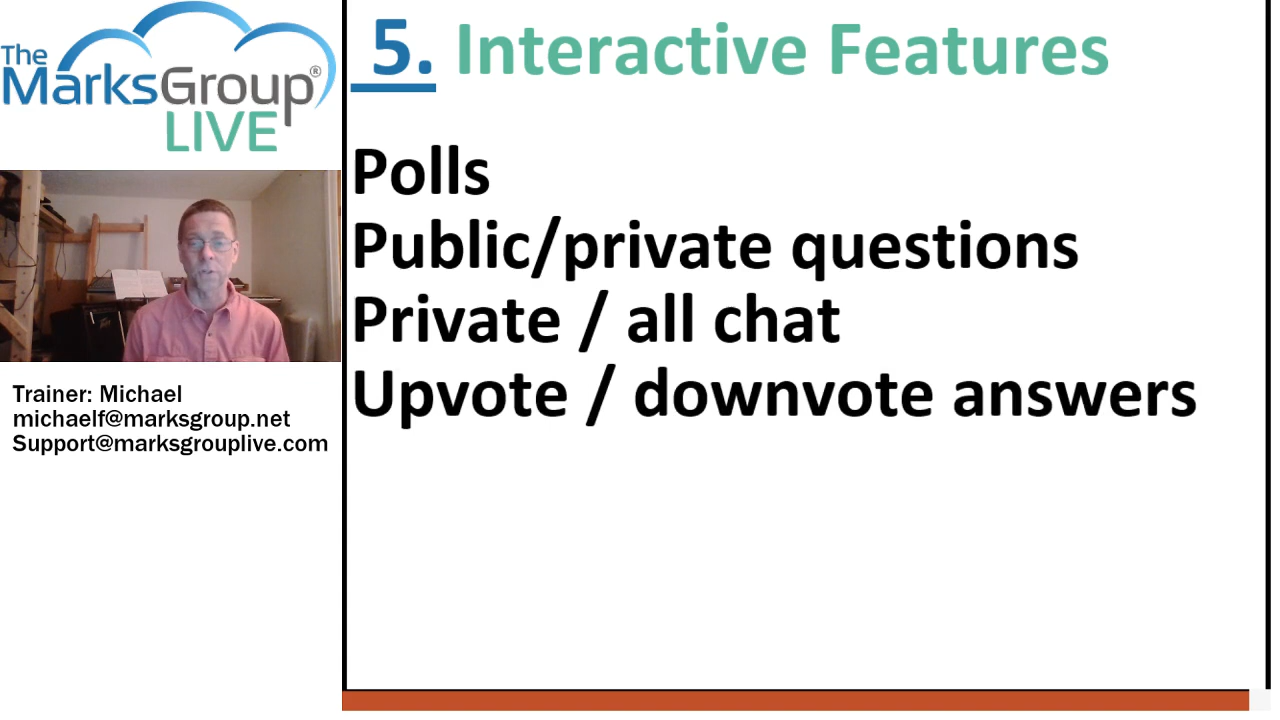 The
MarksGroup®
LIVE
Trainer: Michael
michaelf@marksgroup.net
Support@marksgrouplive.com
5. Interactive Features
Polls
Public/private questions
Private / all chat
Upvote / downvote answers